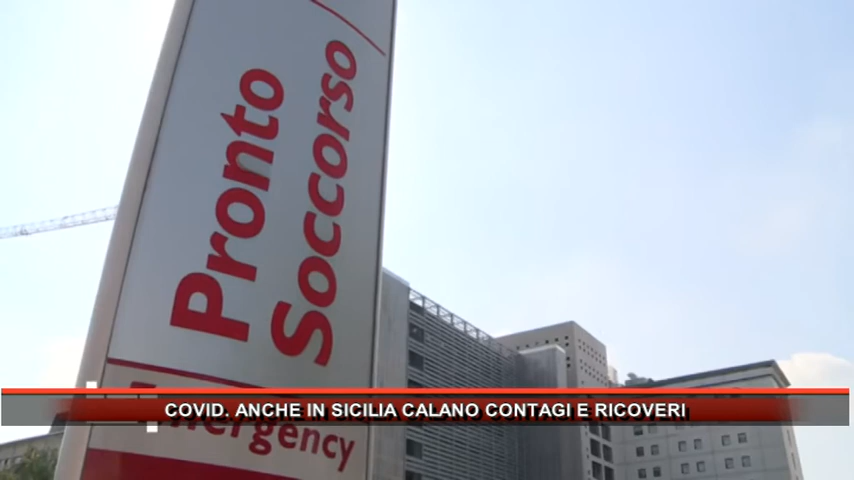 Pronto
Soccorso
Emergency
COVID. ANCHE IN SICILIA CALANO CONTAGI E RICOVERI